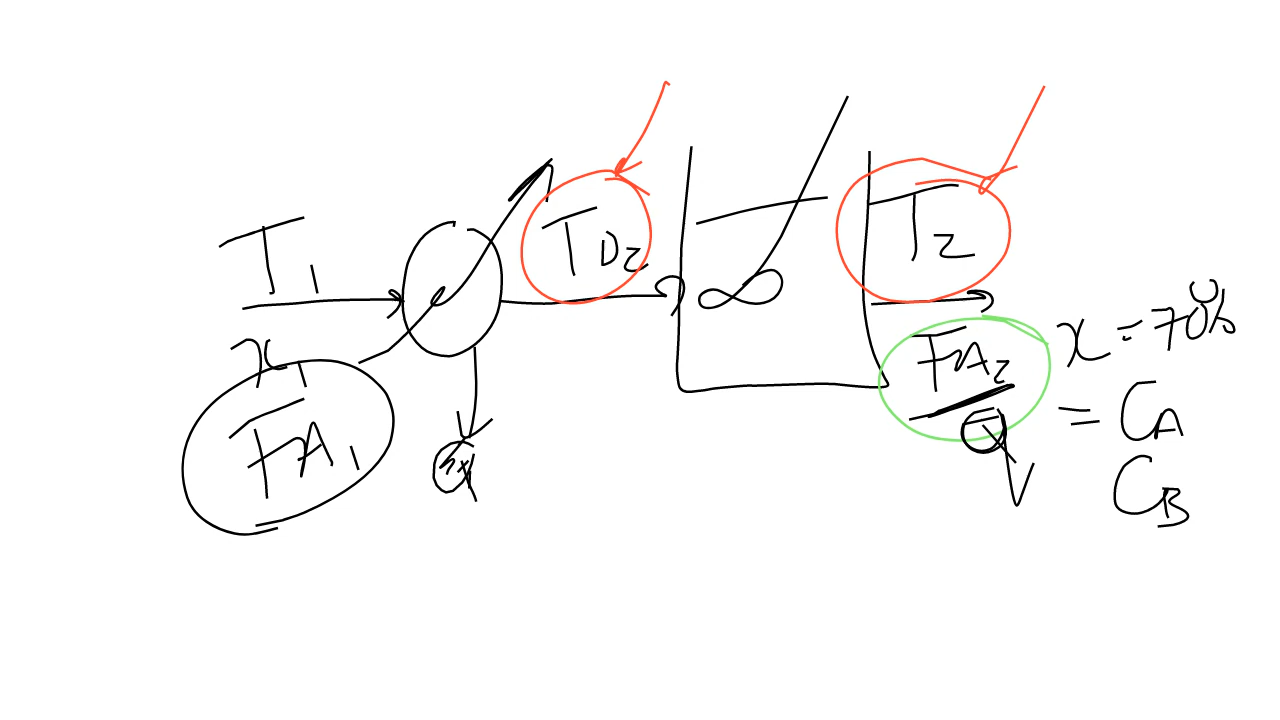 T1
TD2
T2
x1
FA1
Q
FA2 / Q
x = 70%
= CA
CB
V